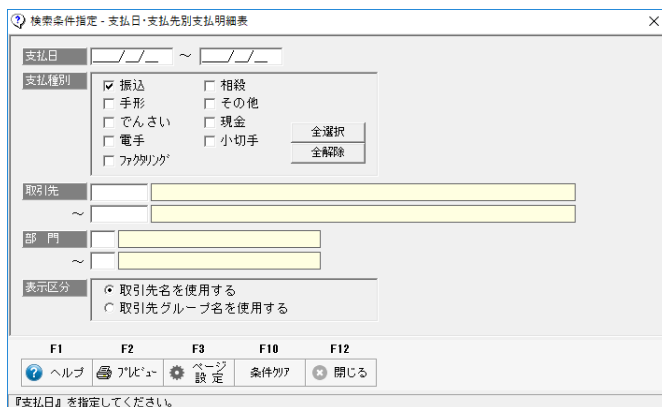 検索条件指定 - 支払日・支払先別支払明細表
支払日 __/__/__ ～ __/__/__
支払種別
振込 相殺
手形 その他
でんさい 現金
電手 小切手
ファクタリング
全選択
全解除
取引先
～
部 門
～
表示区分
取引先名を使用する
取引先グループ名を使用する
F1 F2 F3 F10 F12
ヘルプ プレビュー ページ設定 条件クリア 閉じる
『支払日』を指定してください。